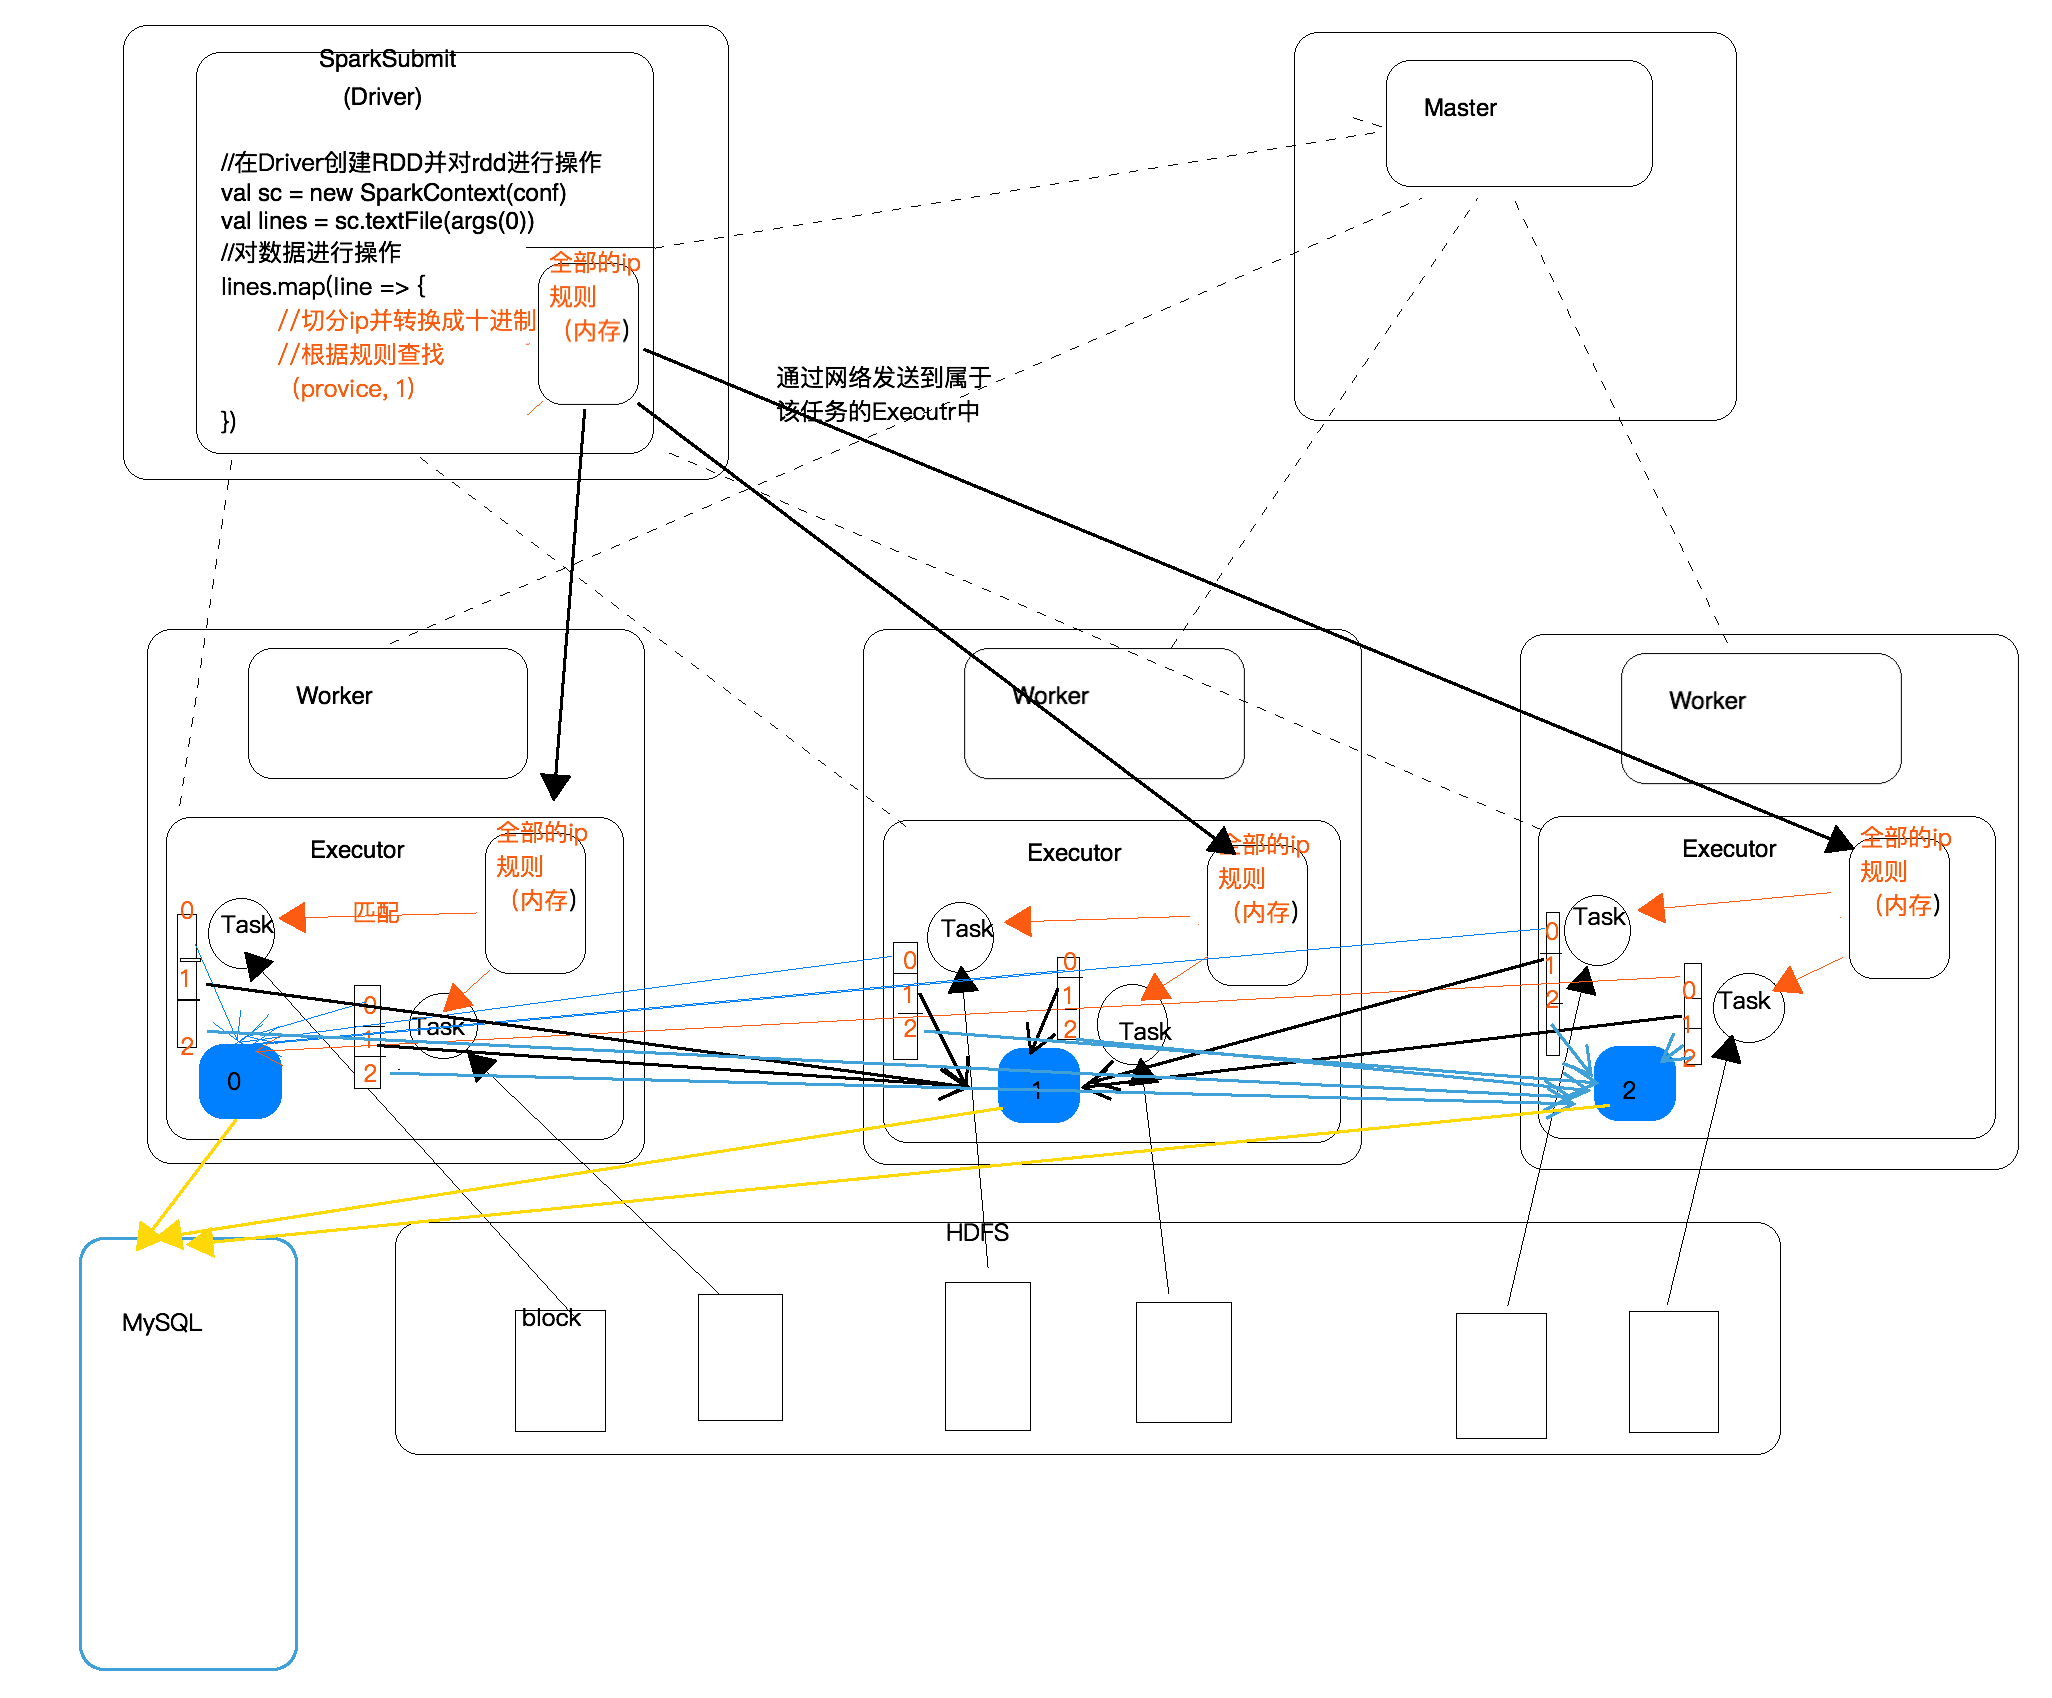 SparkSubmit
(Driver)
//在Driver创建RDD并对rdd进行操作
val sc = new SparkContext(conf)
val lines = sc.textFile(args(0))
//对数据进行操作
lines.map(line => {
//切分ip并转换成十进制
//根据规则查找
(provice, 1)
})
全部的ip
规则
（内存）
Master
通过网络发送到属于
该任务的Executr中
Worker
Worker
Worker
Executor
全部的ip
规则
（内存）
匹配
Task
Task
0
1
2
0
1
2
0
Executor
全部的ip
规则
（内存）
Task
Task
0
1
2
0
1
2
1
Executor
全部的ip
规则
（内存）
Task
Task
0
1
2
0
1
2
2
HDFS
block
MySQL